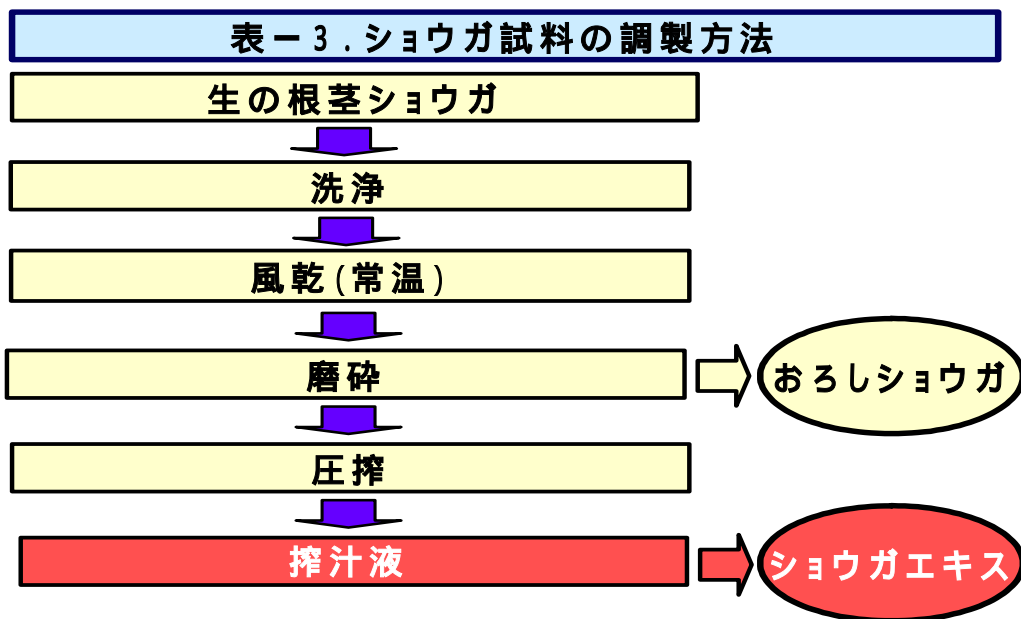 表ー3.ショウガ試料の調製方法
生の根茎ショウガ
洗浄
風乾(常温)
磨砕
おろしショウガ
圧搾
搾汁液
ショウガエキス